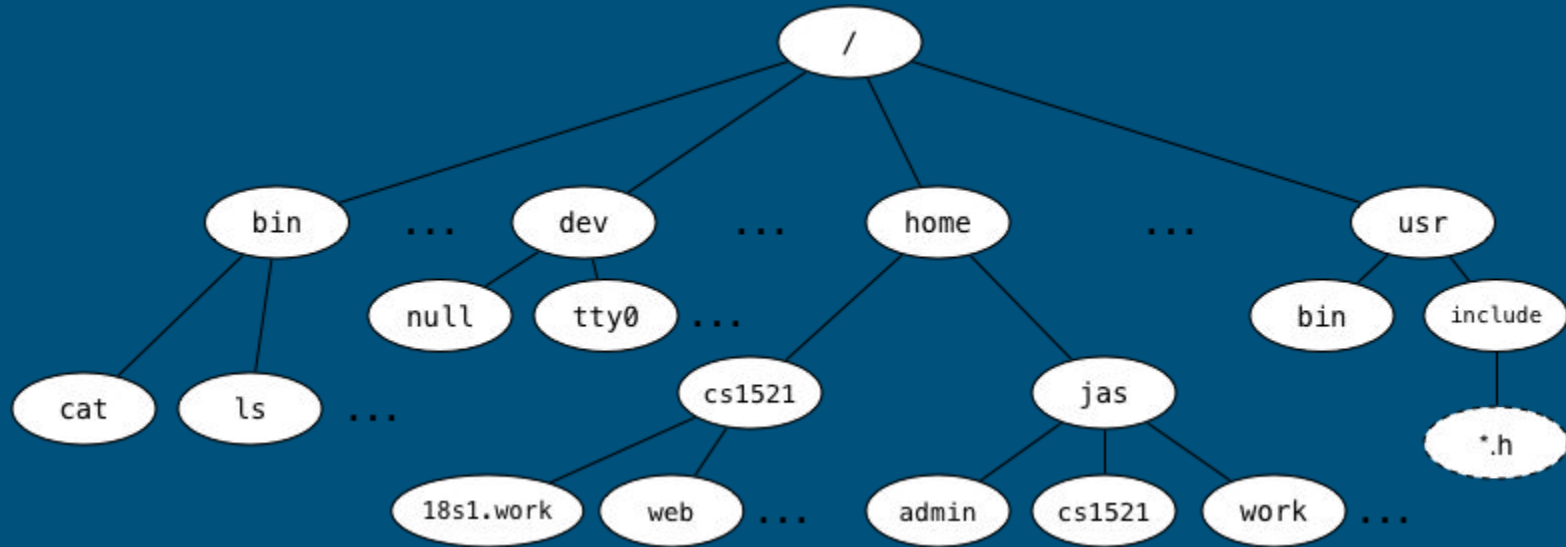 /
bin ... dev ... home ... usr
null tty0 ... bin include
cat ls ... cs1521 jas
*.h
18s1.work web ... admin cs1521 work ...